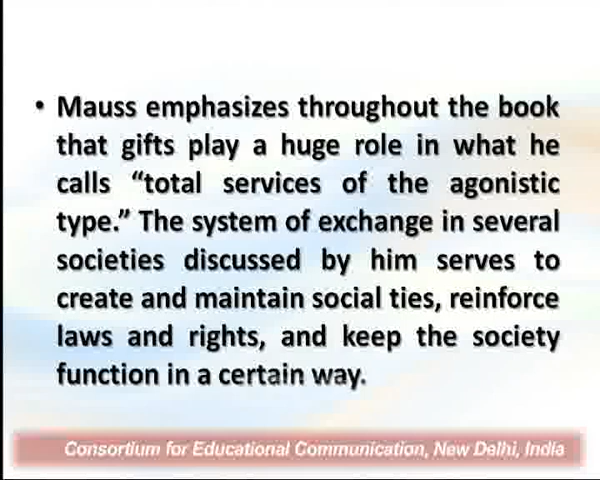 • Mauss emphasizes throughout the book
that gifts play a huge role in what he
calls “total services of the agonistic
type.” The system of exchange in several
societies discussed by him serves to
create and maintain social ties, reinforce
laws and rights, and keep the society
function in a certain way.
Consortium for Educational Communication, New Delhi, India